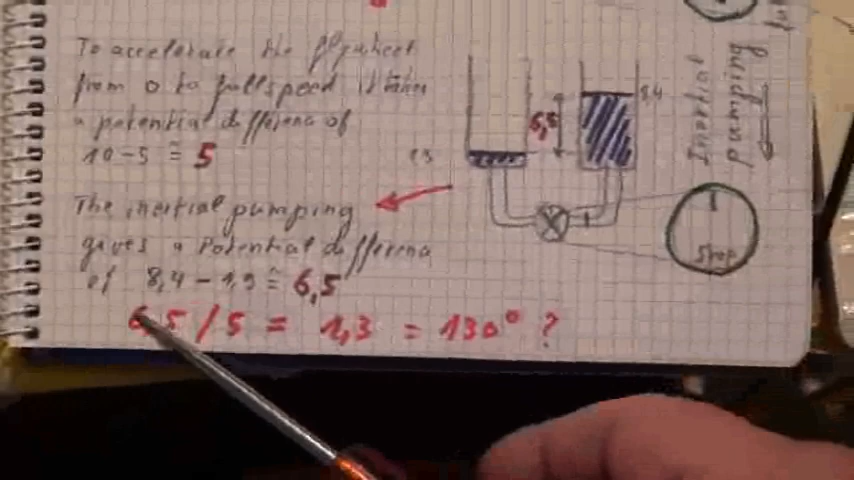 To accelerate the flywheel
from 0 to full speed it takes
a potential difference of
10-5 ≅ 5
The inertial pumping
gives a Potential difference
of 8,4-1,9 ≅ 6,5
6,5 / 5 = 1,3 = 130° ?
6,5
8,4
Inertial
pumping
Stop